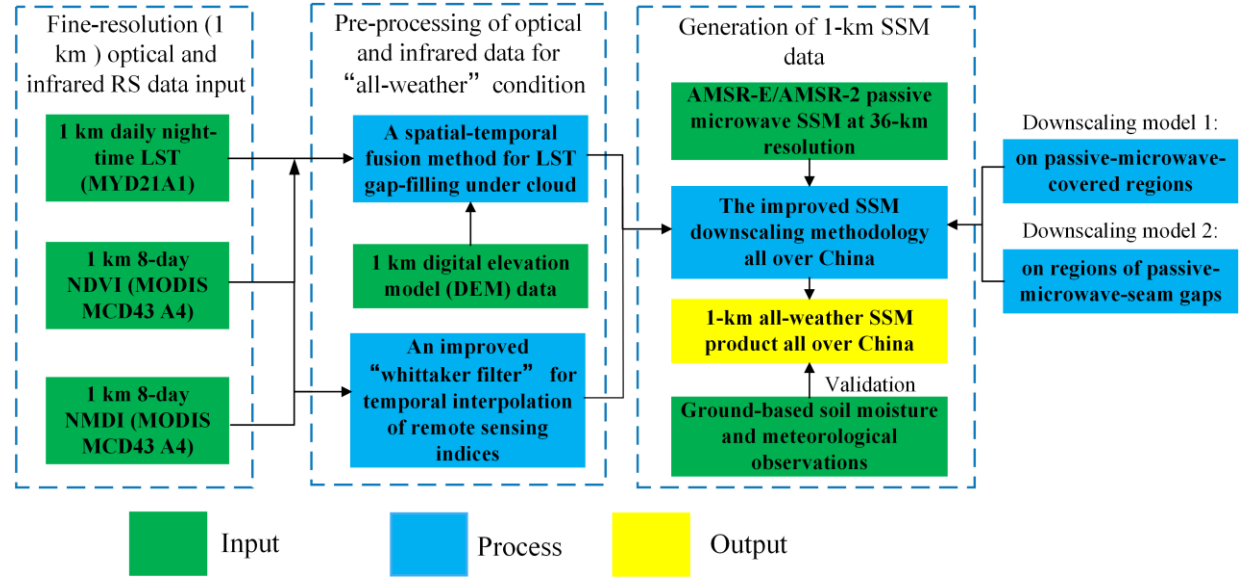 Fine-resolution (1
km ) optical and
infrared RS data input
1 km daily night-
time LST
(MYD21A1)
1 km 8-day
NDVI (MODIS
MCD43 A4)
1 km 8-day
NMDI (MODIS
MCD43 A4)
Pre-processing of optical
and infrared data for
“all-weather” condition
A spatial-temporal
fusion method for LST
gap-filling under cloud
1 km digital elevation
model (DEM) data
An improved
“whittaker filter” for
temporal interpolation
of remote sensing
indices
Generation of 1-km SSM
data
AMSR-E/AMSR-2 passive
microwave SSM at 36-km
resolution
The improved SSM
downscaling methodology
all over China
1-km all-weather SSM
product all over China
Validation
Ground-based soil moisture
and meteorological
observations
Downscaling model 1:
on passive-microwave-
covered regions
Downscaling model 2:
on regions of passive-
microwave-seam gaps
Input
Process
Output